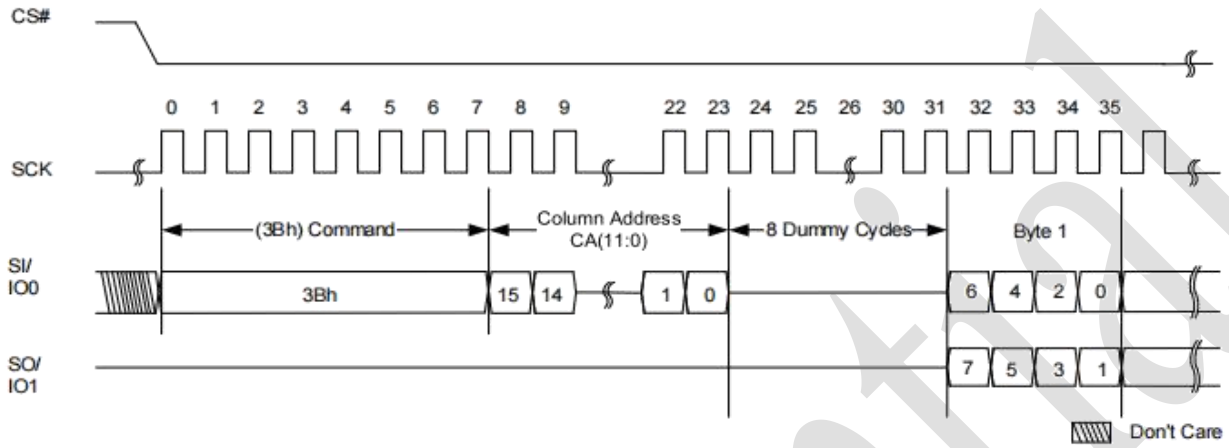 CS#
0 1 2 3 4 5 6 7 8 9 22 23 24 25 26 30 31 32 33 34 35
SCK
(3Bh) Command
Column Address
CA(11:0)
8 Dummy Cycles
Byte 1
SI/
IO0
3Bh 15 14 1 0 6 4 2 0
SO/
IO1
7 5 3 1
Don't Care